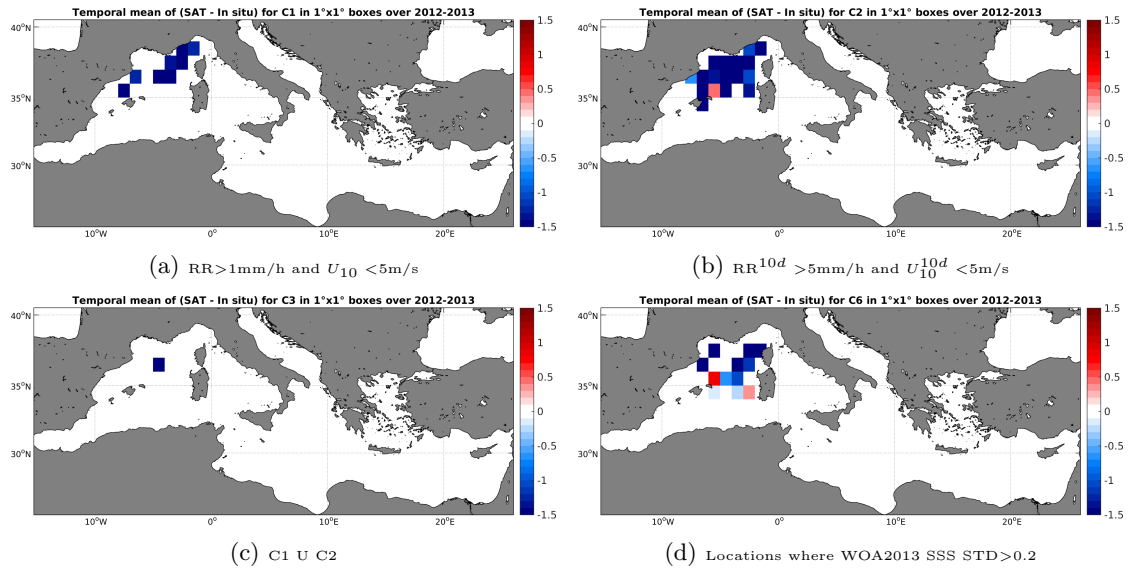 Temporal mean of (SAT - In situ) for C1 in 1°x1° boxes over 2012-2013
40°N
35°N
30°N
10°W
0°
10°E
20°E
1.5
1
0.5
0
-0.5
-1
-1.5
(a) RR>1mm/h and U10 <5m/s
Temporal mean of (SAT - In situ) for C2 in 1°x1° boxes over 2012-2013
40°N
35°N
30°N
10°W
0°
10°E
20°E
1.5
1
0.5
0
-0.5
-1
-1.5
(b) RR^10d >5mm/h and U10^10d <5m/s
Temporal mean of (SAT - In situ) for C3 in 1°x1° boxes over 2012-2013
40°N
35°N
30°N
10°W
0°
10°E
20°E
1.5
1
0.5
0
-0.5
-1
-1.5
(c) C1 U C2
Temporal mean of (SAT - In situ) for C6 in 1°x1° boxes over 2012-2013
40°N
35°N
30°N
10°W
0°
10°E
20°E
1.5
1
0.5
0
-0.5
-1
-1.5
(d) Locations where WOA2013 SSS STD>0.2